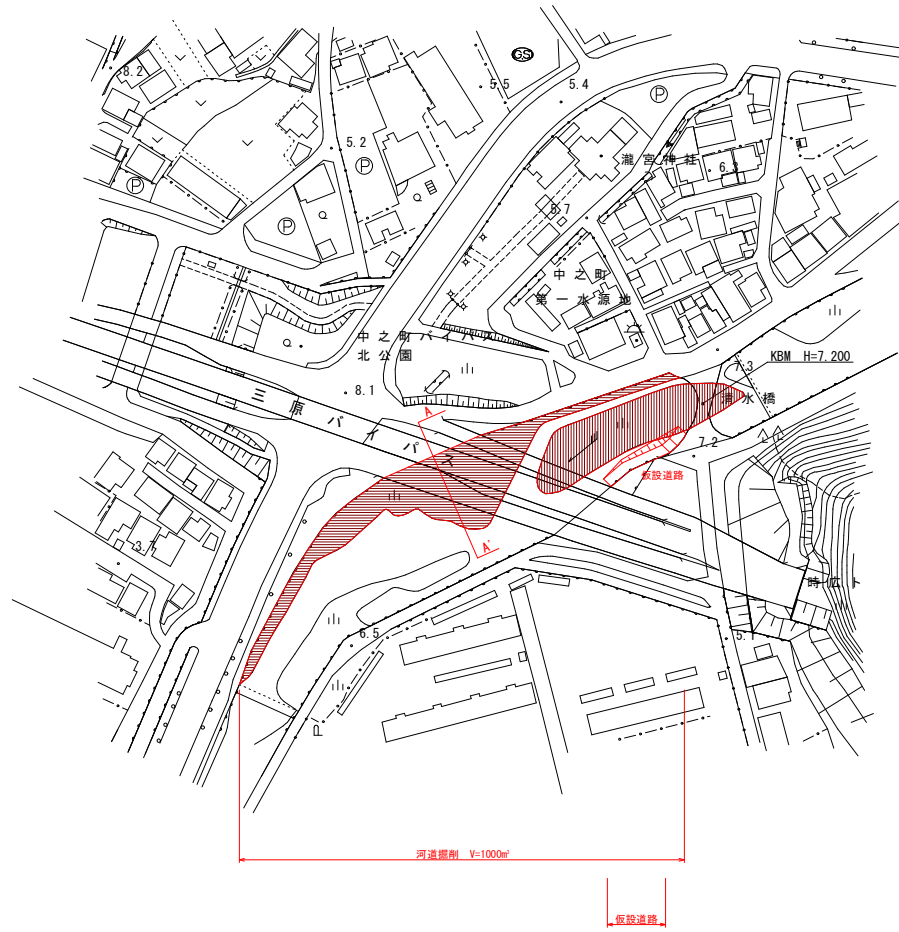 GS
8.2
5.5
5.4
P
5.2
P
瀧宮神社
6.3
P
5.7
P
中之町
第一水源地
中之町バイパス
北公園
KBM H=7.200
7.3
8.1
清水橋
三原バイパス
A
7.2
仮設道路
3.7
A'
時広ト
6.5
5.1
P
河道掘削 V=1000m³
仮設道路